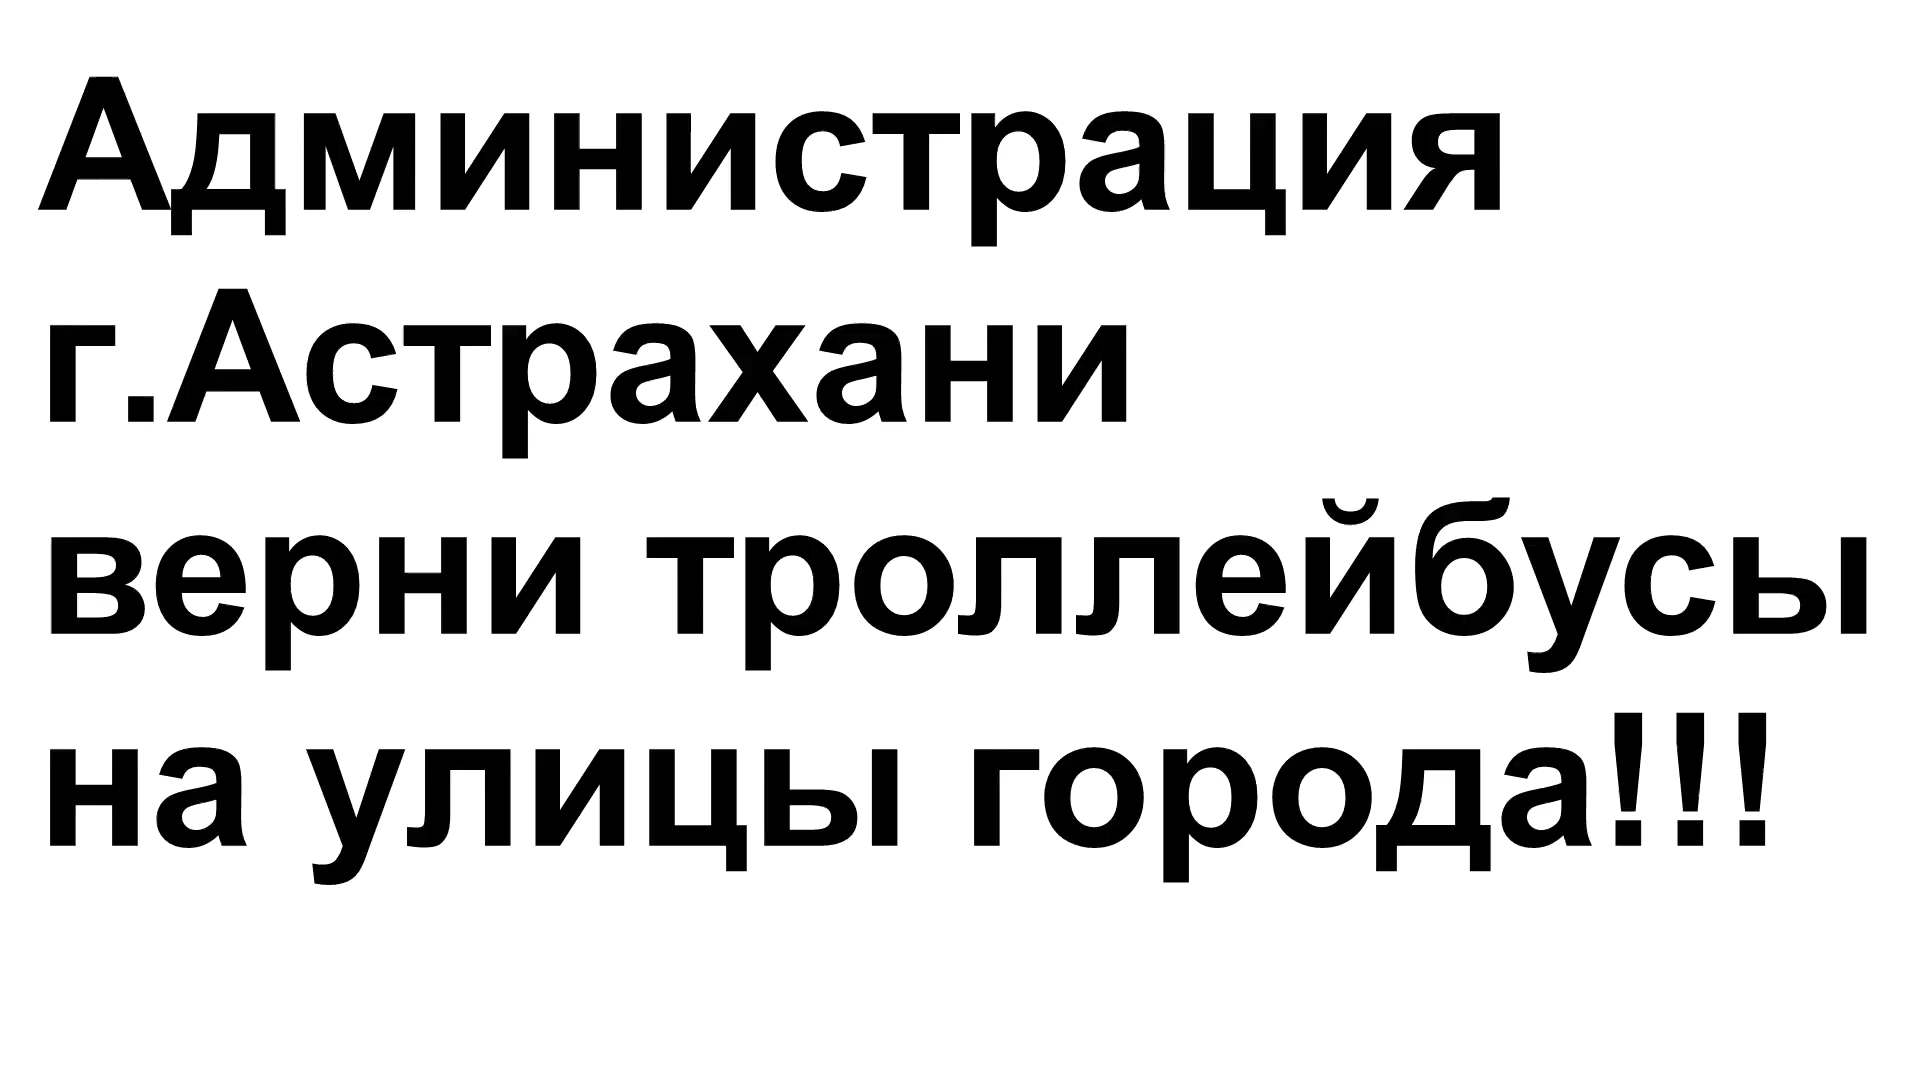 Администрация
г.Астрахани
верни троллейбусы
на улицы города!!!